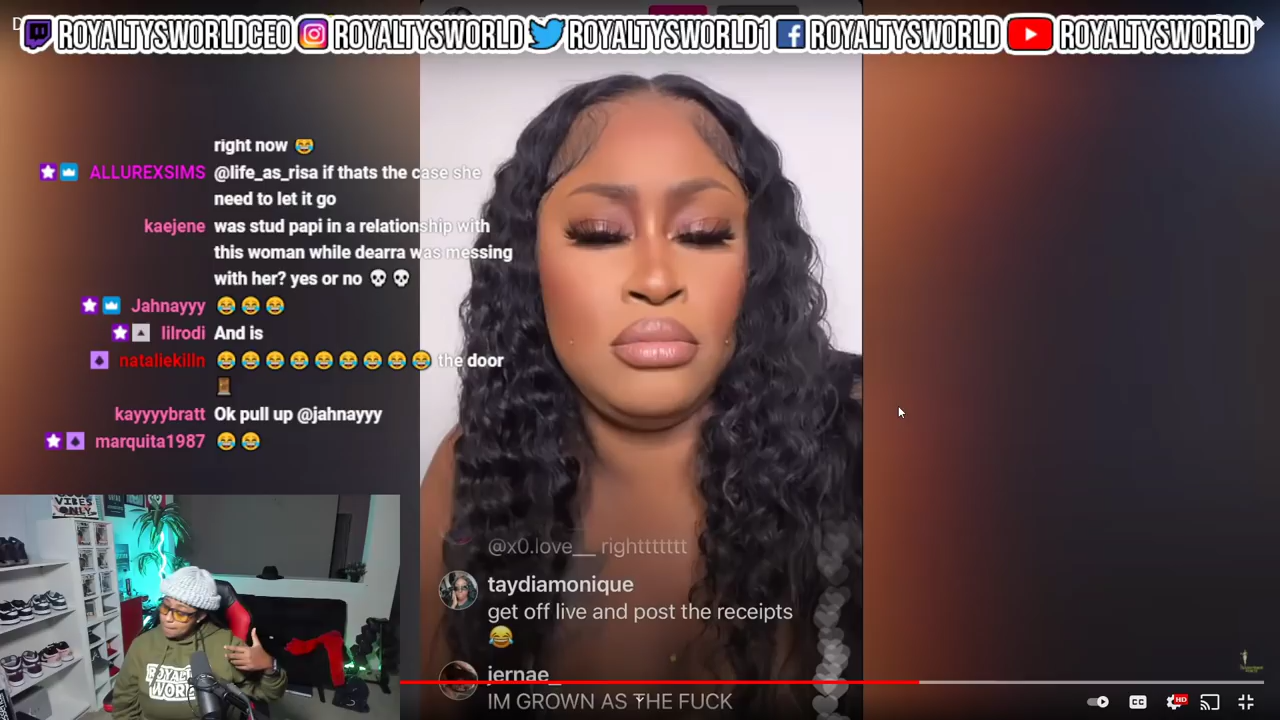 ROYALTYSWORLDCEO ROYALTYSWORLD ROYALTYSWORLD1 ROYALTYSWORLD ROYALTYSWORLD
right now 😂
ALLUREXSIMS @life_as_risa if thats the case she
need to let it go
kaejene was stud papi in a relationship with
this woman while dearra was messing
with her? yes or no 💀 💀
Jahnayyy 😂 😂 😂
lilrodi And is
nataliekilln 😂 😂 😂 😂 😂 😂 😂 😂 😂 the door
🚪
kayyyybratt Ok pull up @jahnayyy
marquita1987 😂 😂
@x0.love__ rightttttt
taydiamonique
get off live and post the receipts
😂
jernae_
IM GROWN AS THE FUCK
VIBES
ONLY
ROYALTY
WORLD
CC
HD